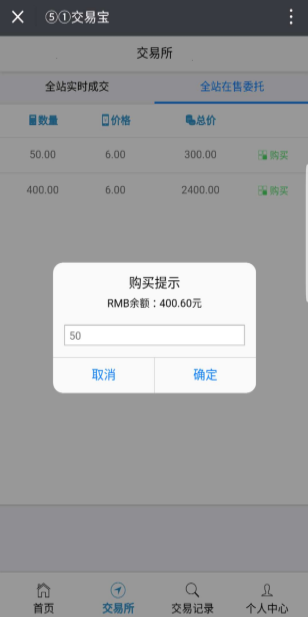 ⑤①交易宝
交易所
全站实时成交 全站在售委托
数量 价格 总价
50.00 6.00 300.00 购买
400.00 6.00 2400.00 购买
购买提示
RMB余额：400.60元
50
取消 确定
首页 交易所 交易记录 个人中心